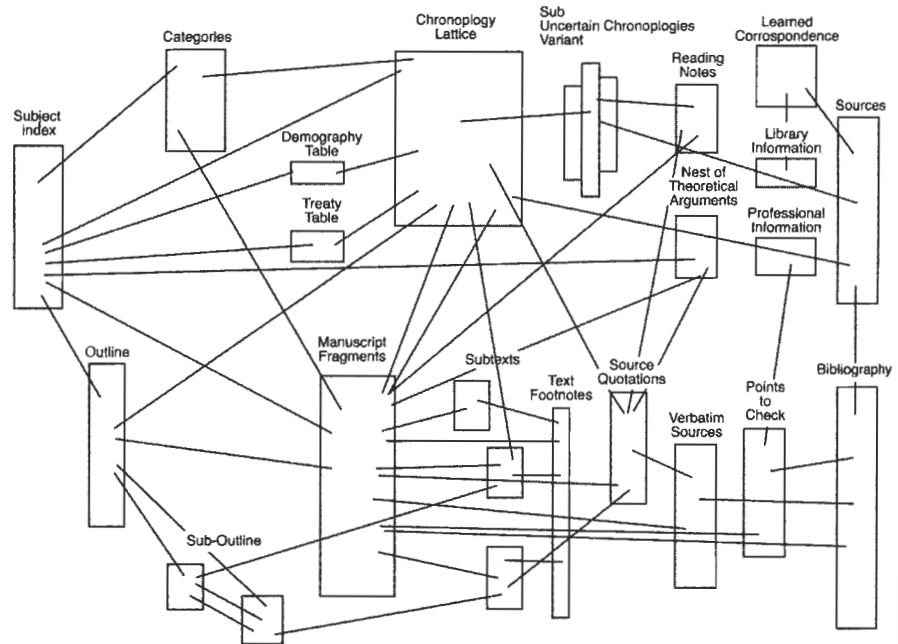 Sub
Uncertain Chronoplogies
Variant
Chronoplogy
Lattice
Learned
Corrospondence
Categories
Reading
Notes
Sources
Subject
index
Demography
Table
Library
Information
Nest of
Theoretical
Arguments
Treaty
Table
Professional
Information
Manuscript
Fragments
Outline
Subtexts
Source
Quotations
Text
Footnotes
Bibliography
Points
to
Check
Verbatim
Sources
Sub-Outline